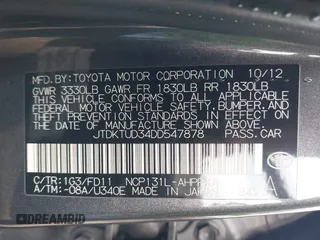 MFD. BY: TOYOTA MOTOR CORPORATION 10/12
GVWR 3330LB GAWR FR 1830LB RR 1830LB
THIS VEHICLE CONFORMS TO ALL APPLICABLE
FEDERAL MOTOR VEHICLE SAFETY, BUMPER, AND
THEFT PREVENTION STANDARDS IN EFFECT ON
THE DATE OF MANUFACTURE SHOWN ABOVE.
JTDKTUD34DD547878 PASS. CAR
C/TR: 1G3/FD11 NCP131L-AHP
A/TM: -08A/U340E MADE IN JAPAN